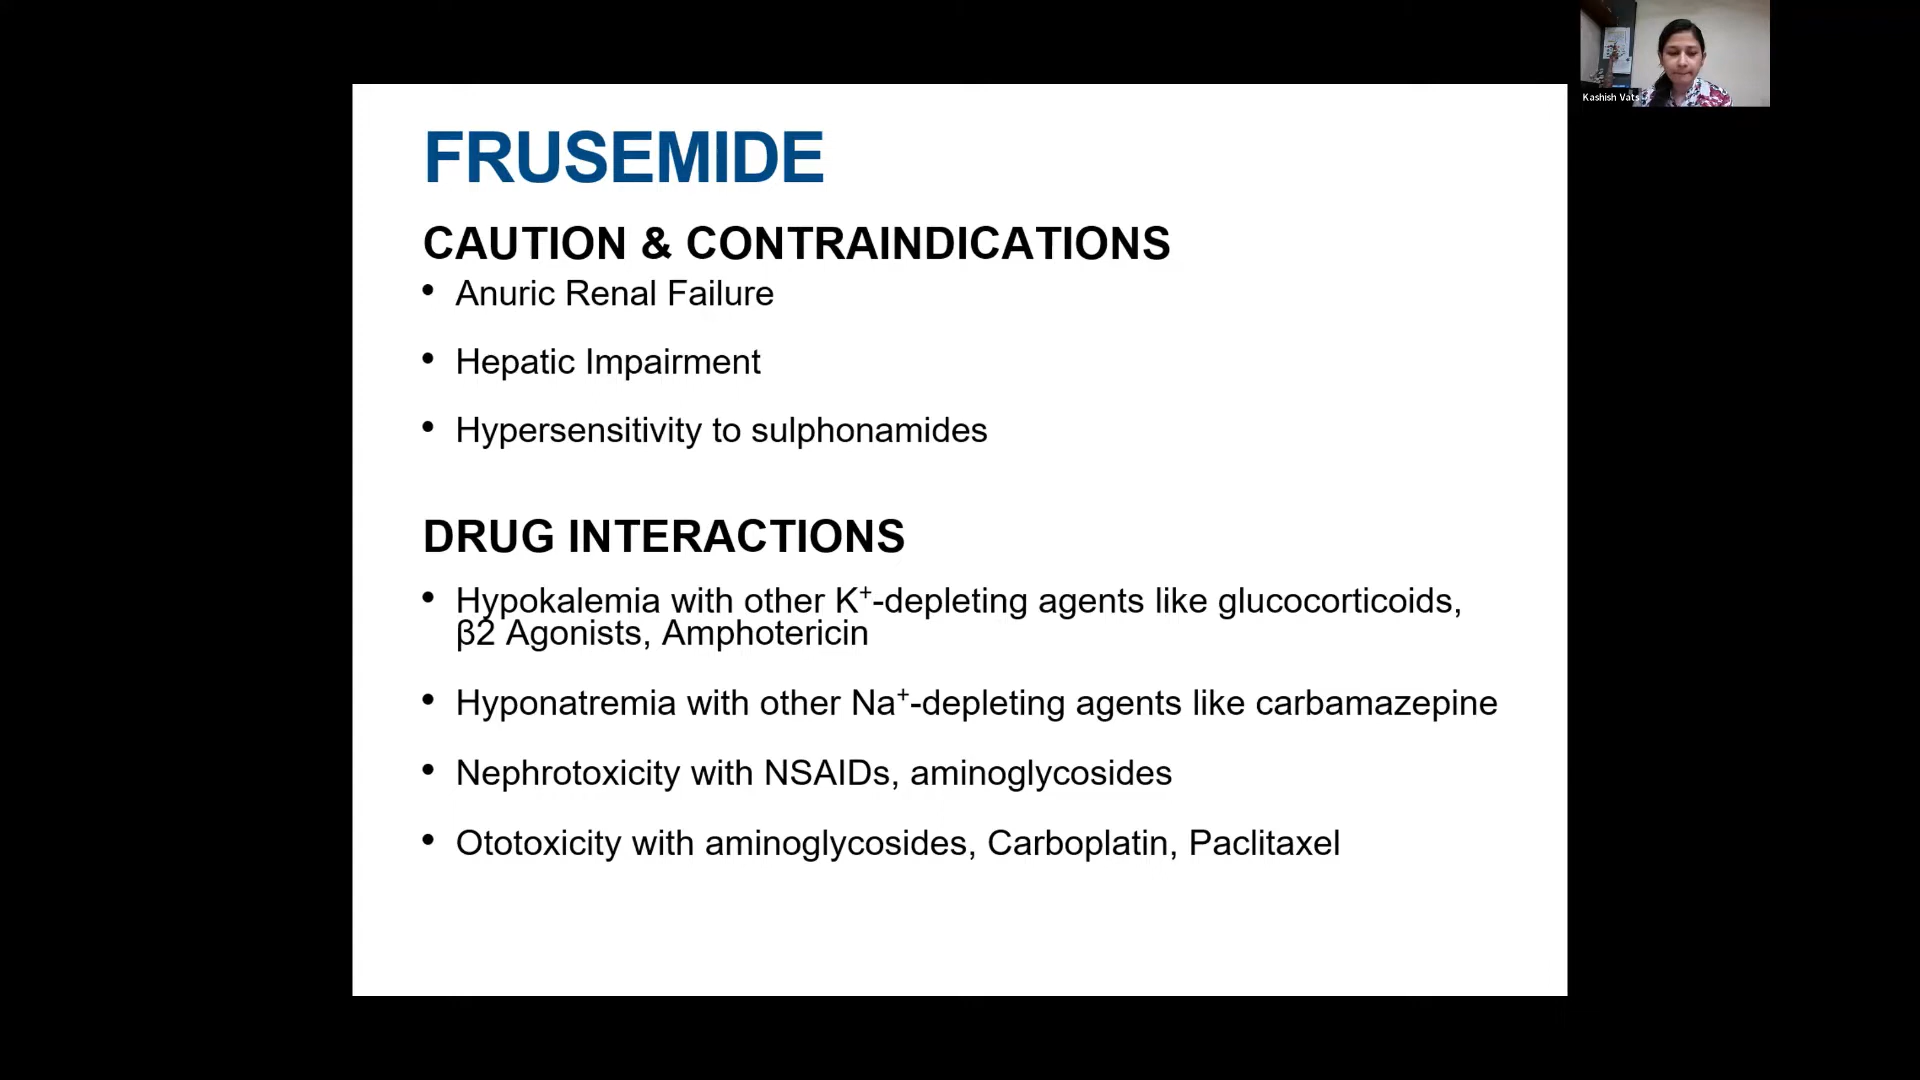 Kashish Vats
FRUSEMIDE
CAUTION & CONTRAINDICATIONS
• Anuric Renal Failure
• Hepatic Impairment
• Hypersensitivity to sulphonamides
DRUG INTERACTIONS
• Hypokalemia with other K⁺-depleting agents like glucocorticoids,
β2 Agonists, Amphotericin
• Hyponatremia with other Na⁺-depleting agents like carbamazepine
• Nephrotoxicity with NSAIDs, aminoglycosides
• Ototoxicity with aminoglycosides, Carboplatin, Paclitaxel